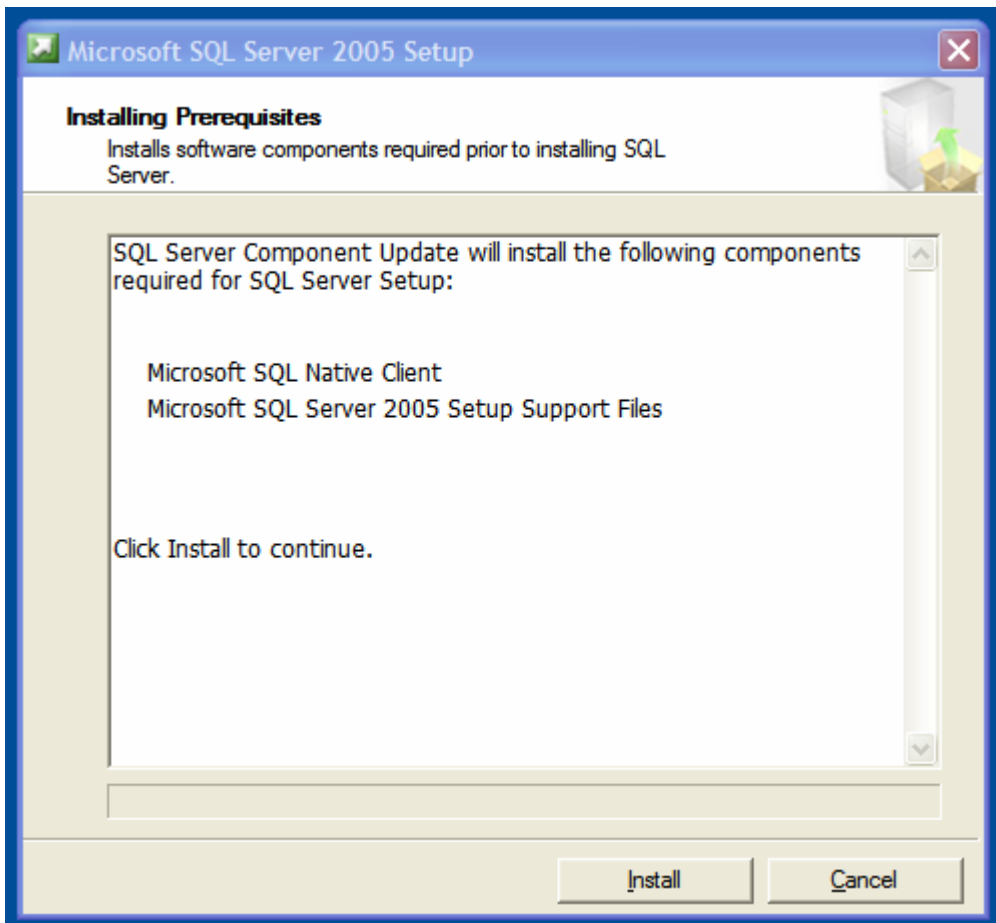 Microsoft SQL Server 2005 Setup
Installing Prerequisites
Installs software components required prior to installing SQL
Server.
SQL Server Component Update will install the following components
required for SQL Server Setup:
Microsoft SQL Native Client
Microsoft SQL Server 2005 Setup Support Files
Click Install to continue.
Install
Cancel